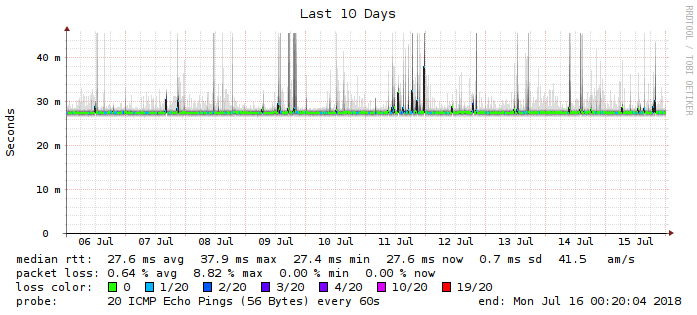 Last 10 Days
RRDTOOL / TOBI OETIKER
Seconds
40 m
30 m
20 m
10 m
0
06 Jul 07 Jul 08 Jul 09 Jul 10 Jul 11 Jul 12 Jul 13 Jul 14 Jul 15 Jul
median rtt: 27.6 ms avg 37.9 ms max 27.4 ms min 27.6 ms now 0.7 ms sd 41.5 am/s
packet loss: 0.64 % avg 8.82 % max 0.00 % min 0.00 % now
loss color: 0 1/20 2/20 3/20 4/20 10/20 19/20
probe: 20 ICMP Echo Pings (56 Bytes) every 60s end: Mon Jul 16 00:20:04 2018